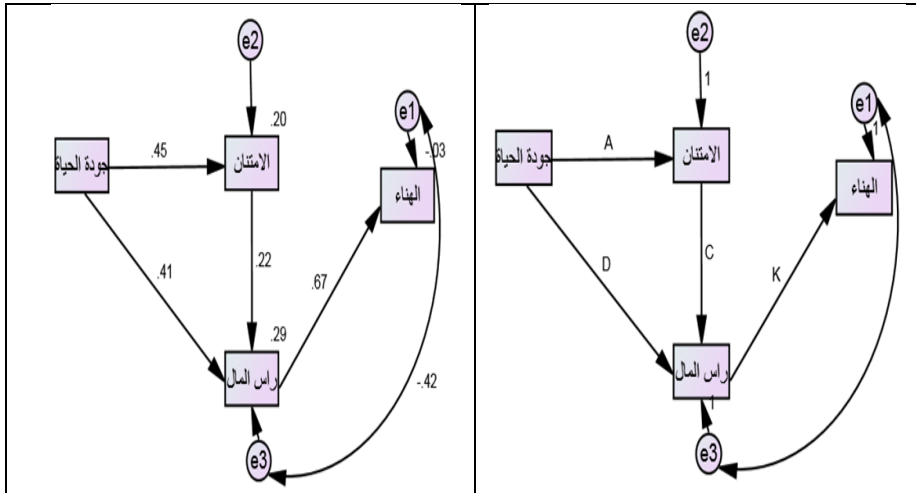 e2
.20
e1
-.03
جودة الحياة
.45
الامتنان
الهناء
.41
.22
.67
.29
راس المال
-.42
e3
e2
1
e1
1
جودة الحياة
A
الامتنان
الهناء
D
C
K
راس المال
1
e3